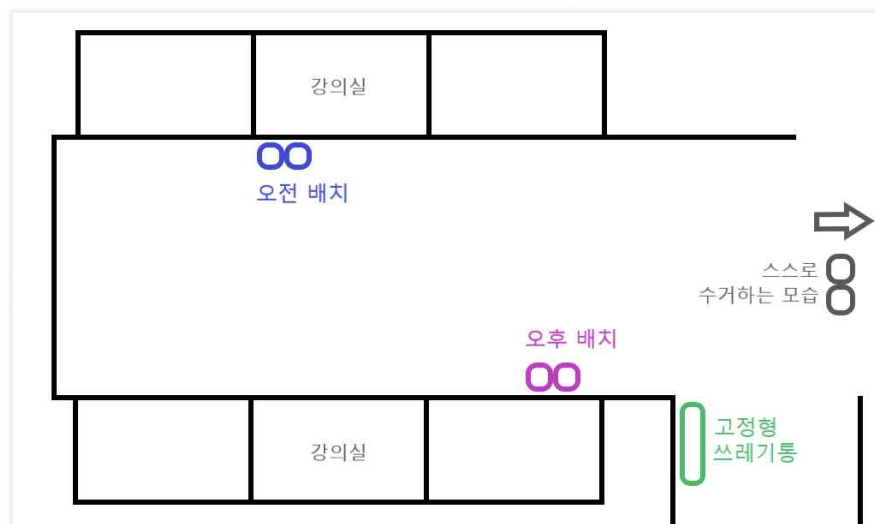 강의실
오전 배치
스스로
수거하는 모습
오후 배치
고정형
쓰레기통
강의실